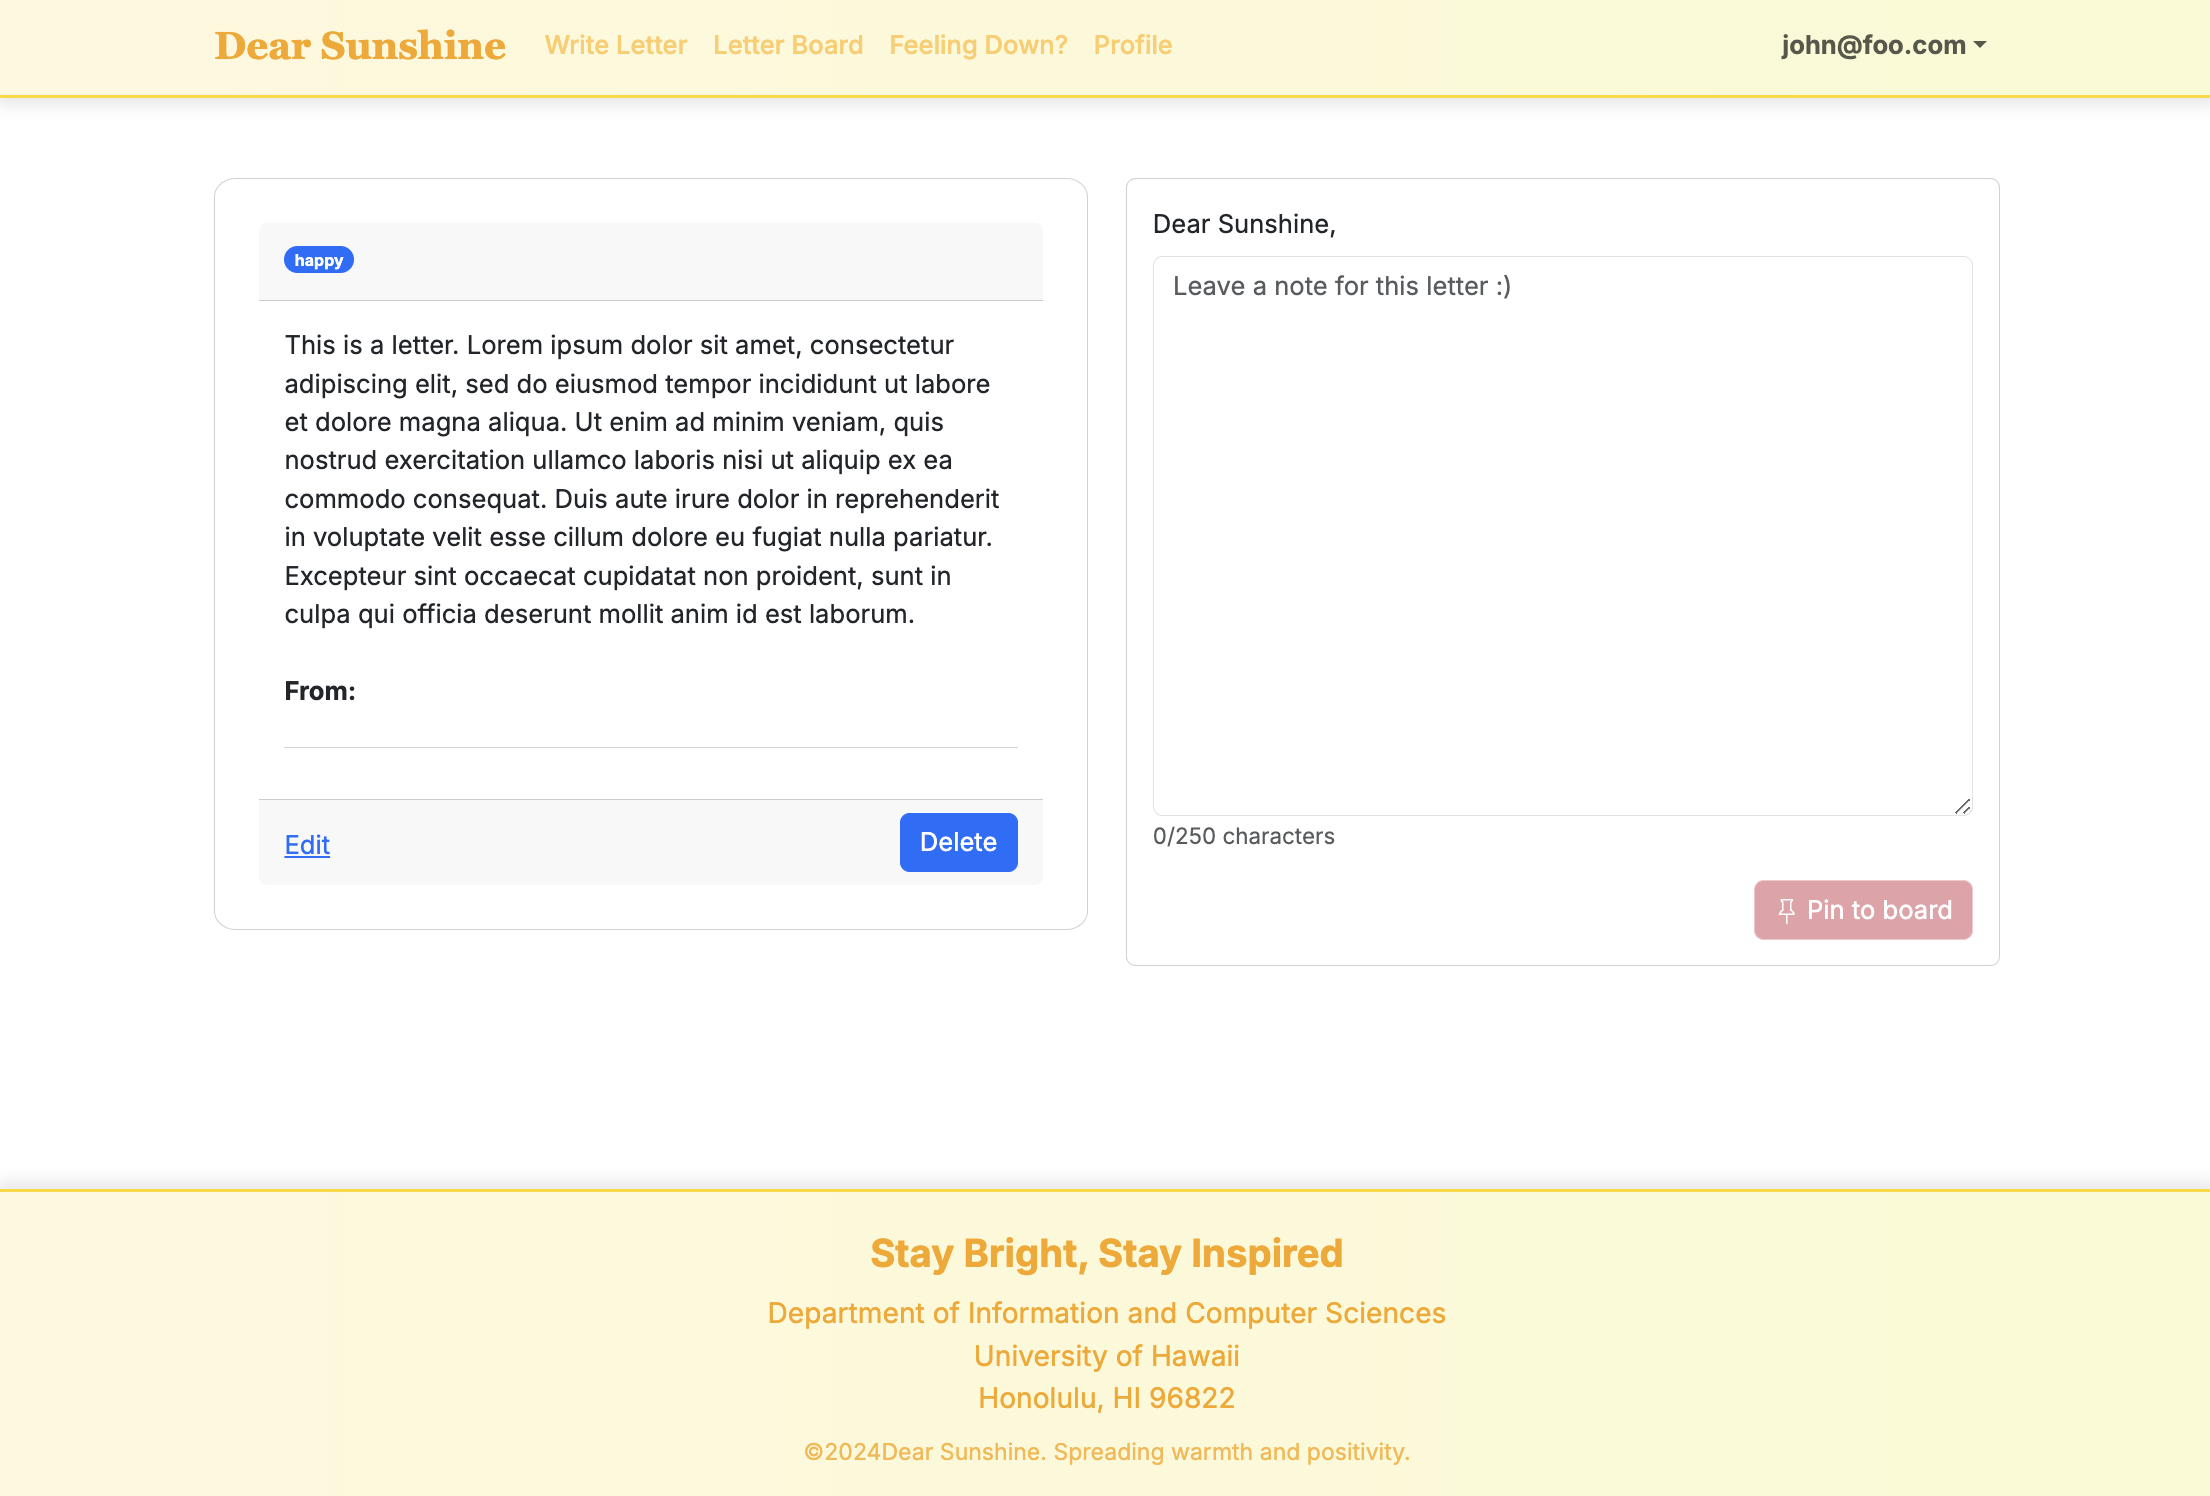 Dear Sunshine Write Letter Letter Board Feeling Down? Profile john@foo.com
happy
This is a letter. Lorem ipsum dolor sit amet, consectetur
adipiscing elit, sed do eiusmod tempor incididunt ut labore
et dolore magna aliqua. Ut enim ad minim veniam, quis
nostrud exercitation ullamco laboris nisi ut aliquip ex ea
commodo consequat. Duis aute irure dolor in reprehenderit
in voluptate velit esse cillum dolore eu fugiat nulla pariatur.
Excepteur sint occaecat cupidatat non proident, sunt in
culpa qui officia deserunt mollit anim id est laborum.
From:
Edit Delete
Dear Sunshine,
Leave a note for this letter :)
0/250 characters
Pin to board
Stay Bright, Stay Inspired
Department of Information and Computer Sciences
University of Hawaii
Honolulu, HI 96822
©2024Dear Sunshine. Spreading warmth and positivity.